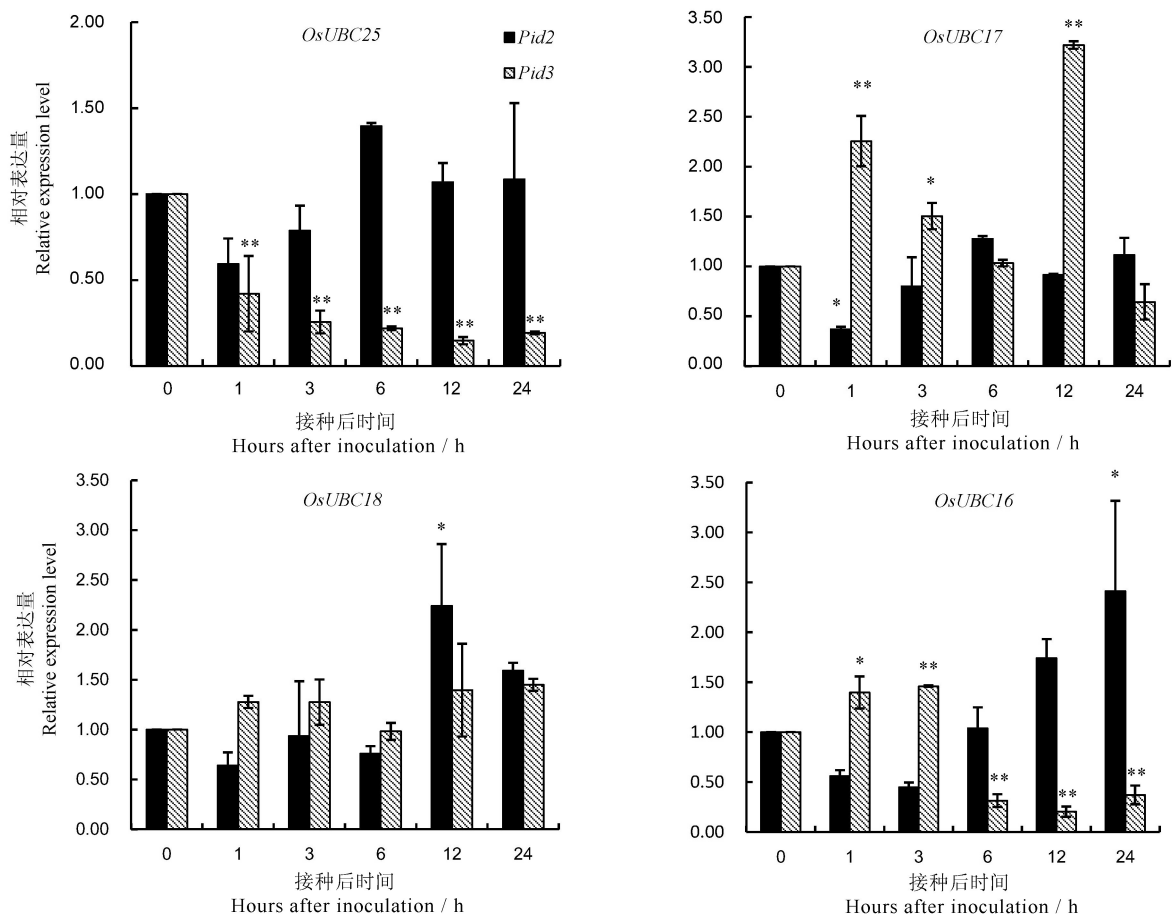 OsUBC25
Pid2
Pid3
相对表达量
Relative expression level
2.00
1.50
1.00
0.50
0.00
**
**
**
**
**
0 1 3 6 12 24
接种后时间
Hours after inoculation / h
OsUBC17
3.50
3.00
2.50
2.00
1.50
1.00
0.50
0.00
*
**
*
**
0 1 3 6 12 24
接种后时间
Hours after inoculation / h
OsUBC18
相对表达量
Relative expression level
3.50
3.00
2.50
2.00
1.50
1.00
0.50
0.00
*
0 1 3 6 12 24
接种后时间
Hours after inoculation / h
OsUBC16
3.50
3.00
2.50
2.00
1.50
1.00
0.50
0.00
*
**
**
**
*
**
0 1 3 6 12 24
接种后时间
Hours after inoculation / h